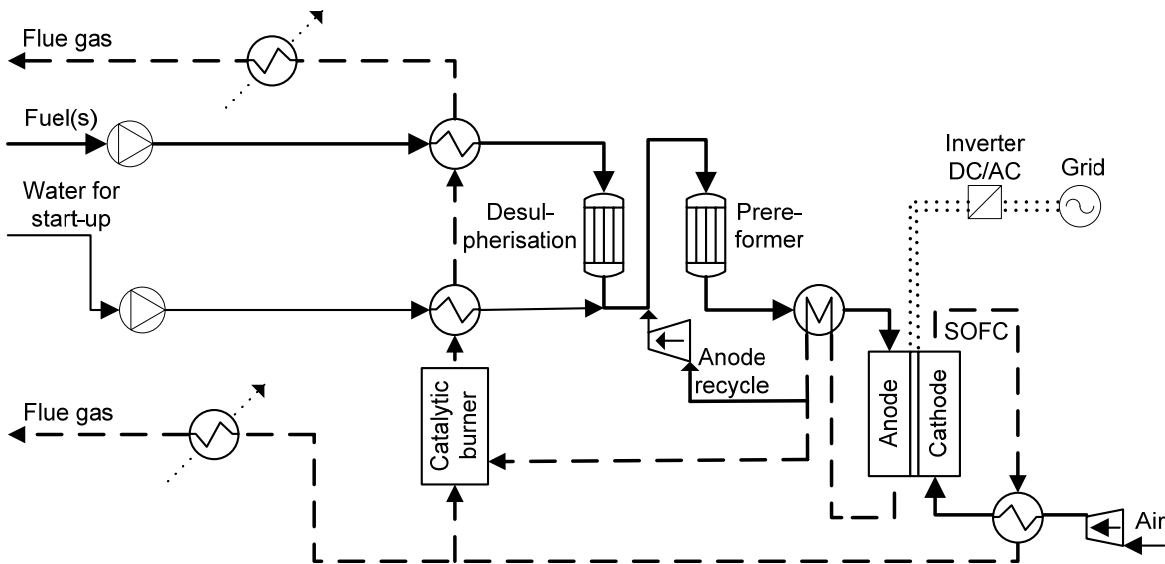 Flue gas
Fuel(s)
Water for
start-up
Desul-
pherisation
Prere-
former
Inverter
DC/AC
Grid
SOFC
Anode
recycle
Anode
Cathode
Flue gas
Catalytic
burner
Air